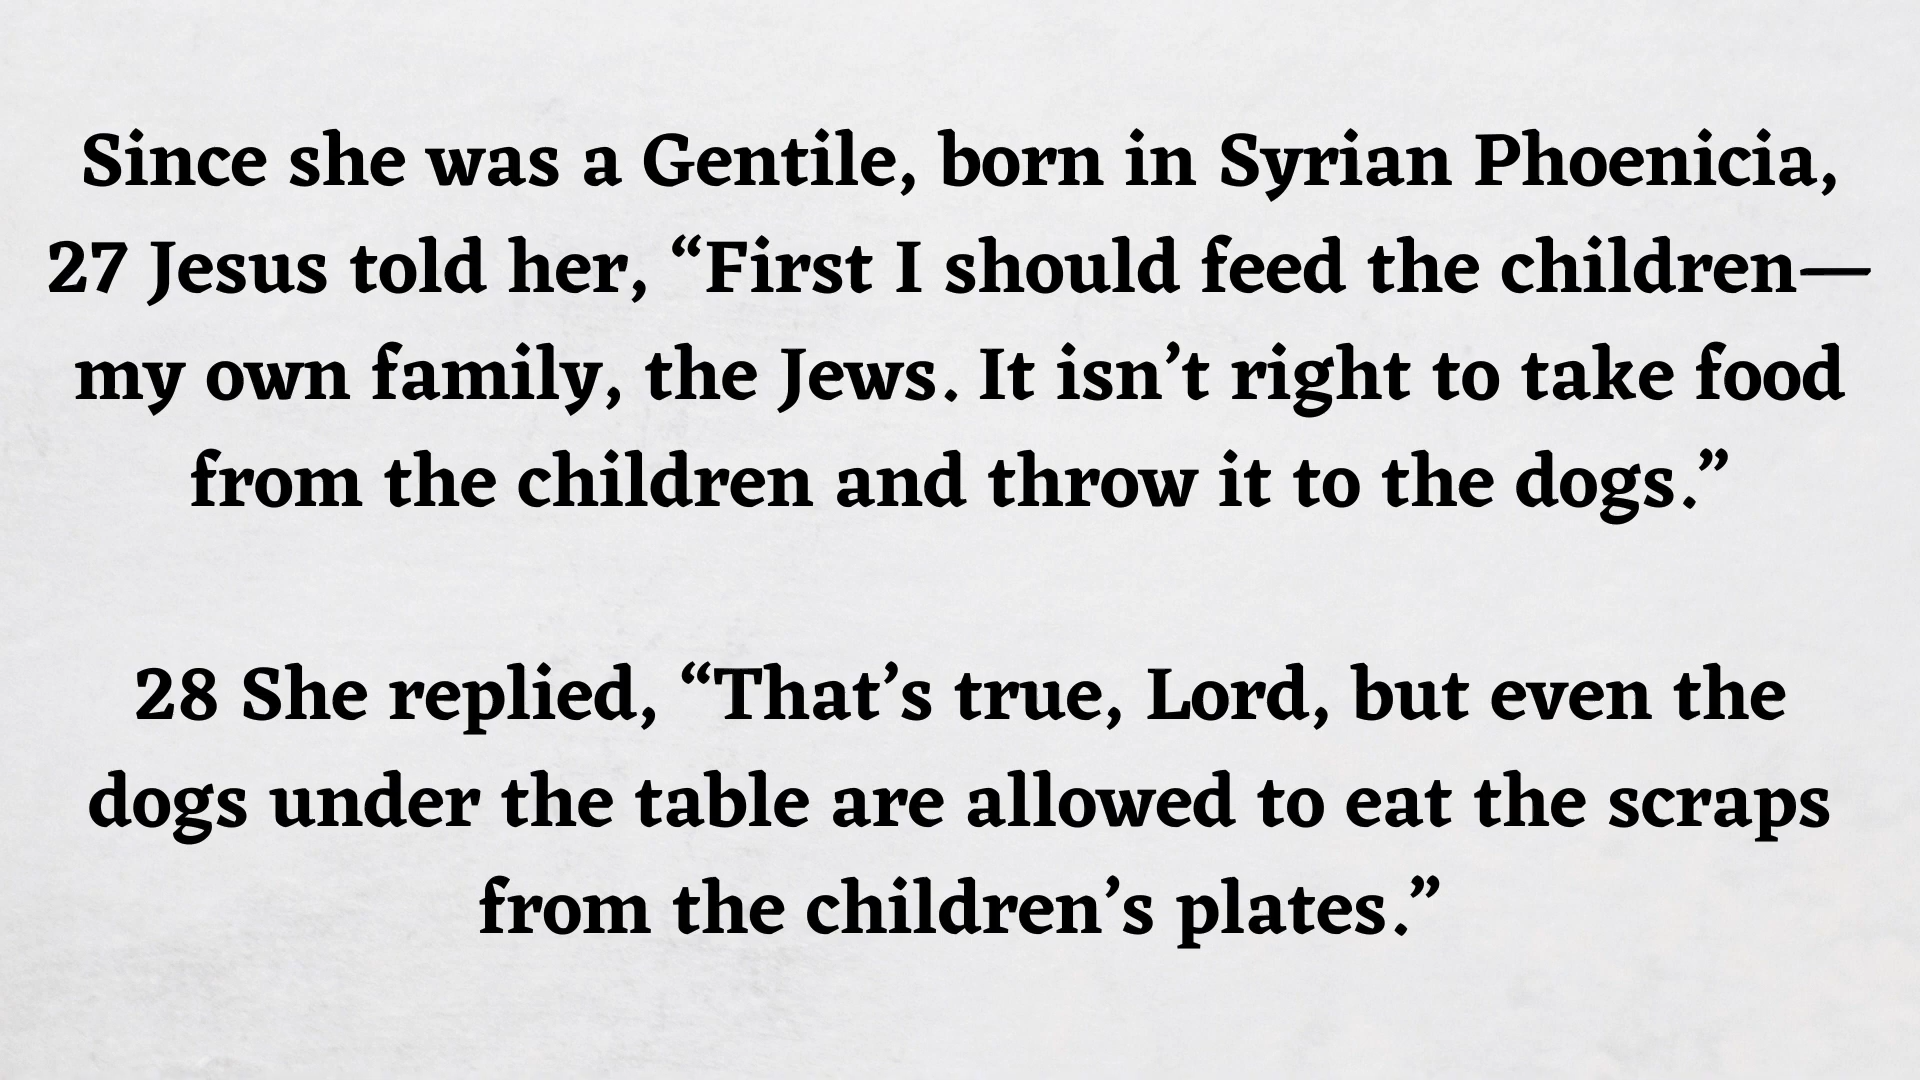 Since she was a Gentile, born in Syrian Phoenicia,
27 Jesus told her, “First I should feed the children—
my own family, the Jews. It isn’t right to take food
from the children and throw it to the dogs.”
28 She replied, “That’s true, Lord, but even the
dogs under the table are allowed to eat the scraps
from the children’s plates.”